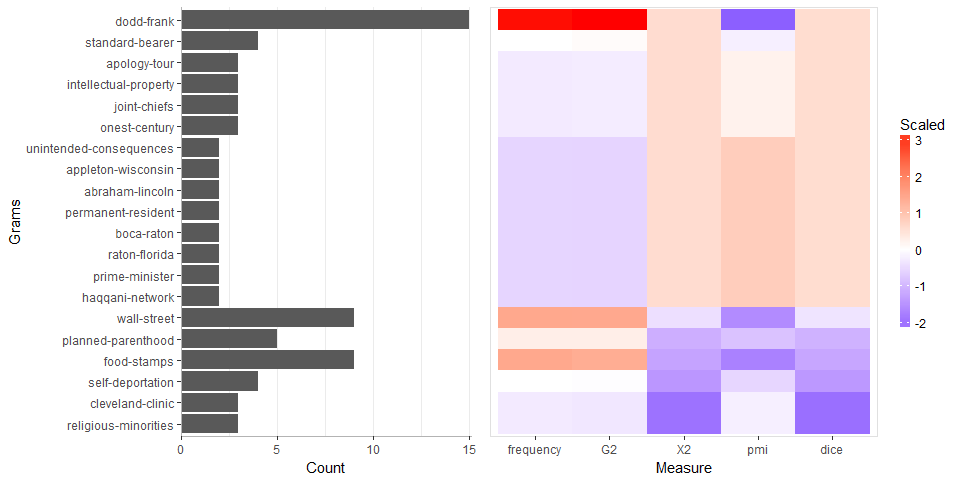 Grams
dodd-frank
standard-bearer
apology-tour
intellectual-property
joint-chiefs
onest-century
unintended-consequences
appleton-wisconsin
abraham-lincoln
permanent-resident
boca-raton
raton-florida
prime-minister
haqqani-network
wall-street
planned-parenthood
food-stamps
self-deportation
cleveland-clinic
religious-minorities
0 5 10 15
Count
frequency G2 X2 pmi dice
Measure
Scaled
3
2
1
0
-1
-2